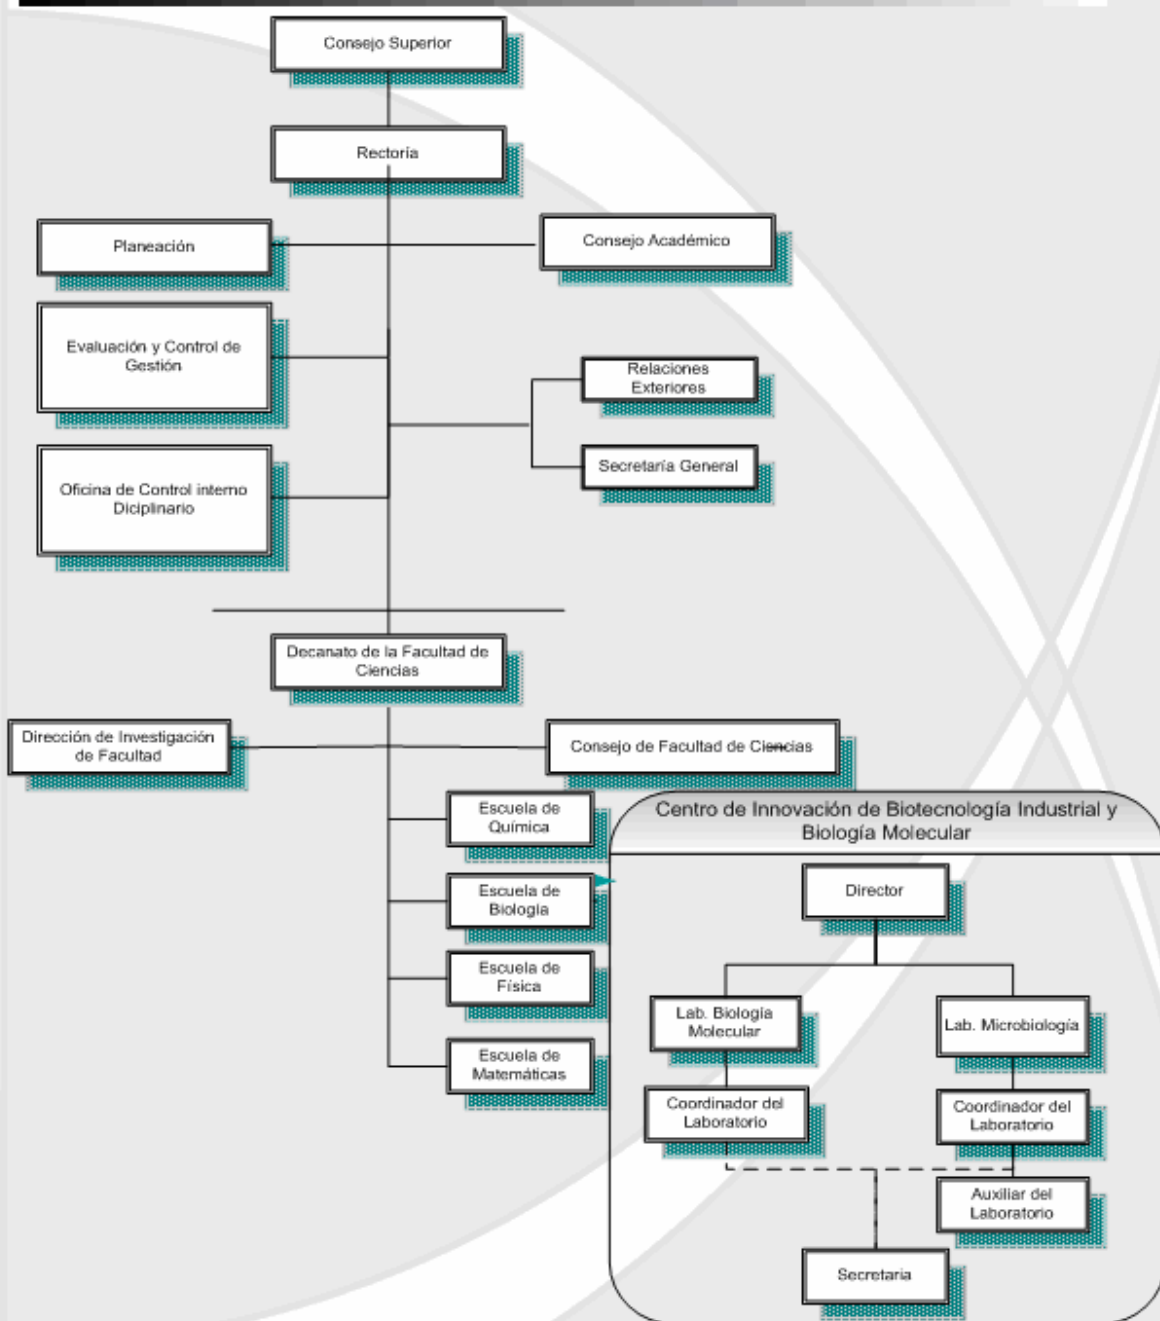 Consejo Superior
Rectoría
Planeación
Consejo Académico
Evaluación y Control de
Gestión
Relaciones
Exteriores
Secretaría General
Oficina de Control interno
Diciplinario
Decanato de la Facultad de
Ciencias
Dirección de Investigación
de Facultad
Consejo de Facultad de Ciencias
Escuela de
Química
Escuela de
Biología
Escuela de
Física
Escuela de
Matemáticas
Centro de Innovación de Biotecnología Industrial y
Biología Molecular
Director
Lab. Biología
Molecular
Lab. Microbiología
Coordinador del
Laboratorio
Coordinador del
Laboratorio
Auxiliar del
Laboratorio
Secretaria